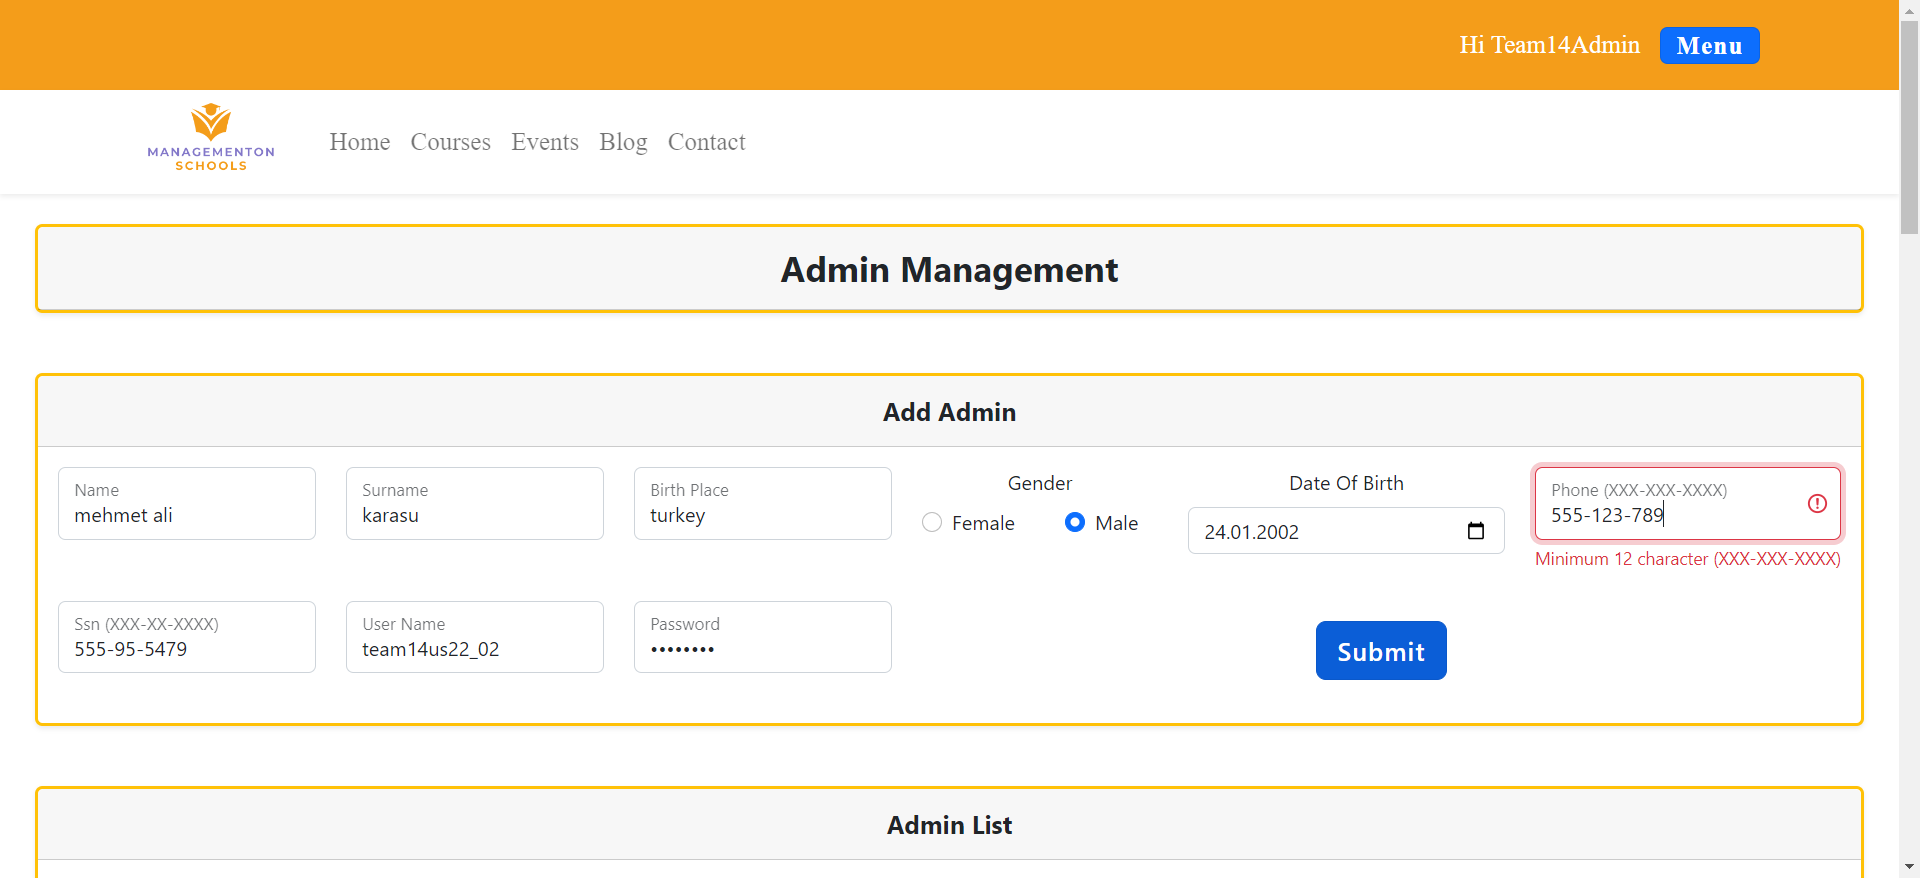 Hi Team14Admin Menu
MANAGEMENTON
SCHOOLS
Home Courses Events Blog Contact
Admin Management
Add Admin
Name
mehmet ali
Surname
karasu
Birth Place
turkey
Gender
Female Male
Date Of Birth
24.01.2002
Phone (XXX-XXX-XXXX)
555-123-789
Minimum 12 character (XXX-XXX-XXXX)
Ssn (XXX-XX-XXXX)
555-95-5479
User Name
team14us22_02
Password
••••••••
Submit
Admin List